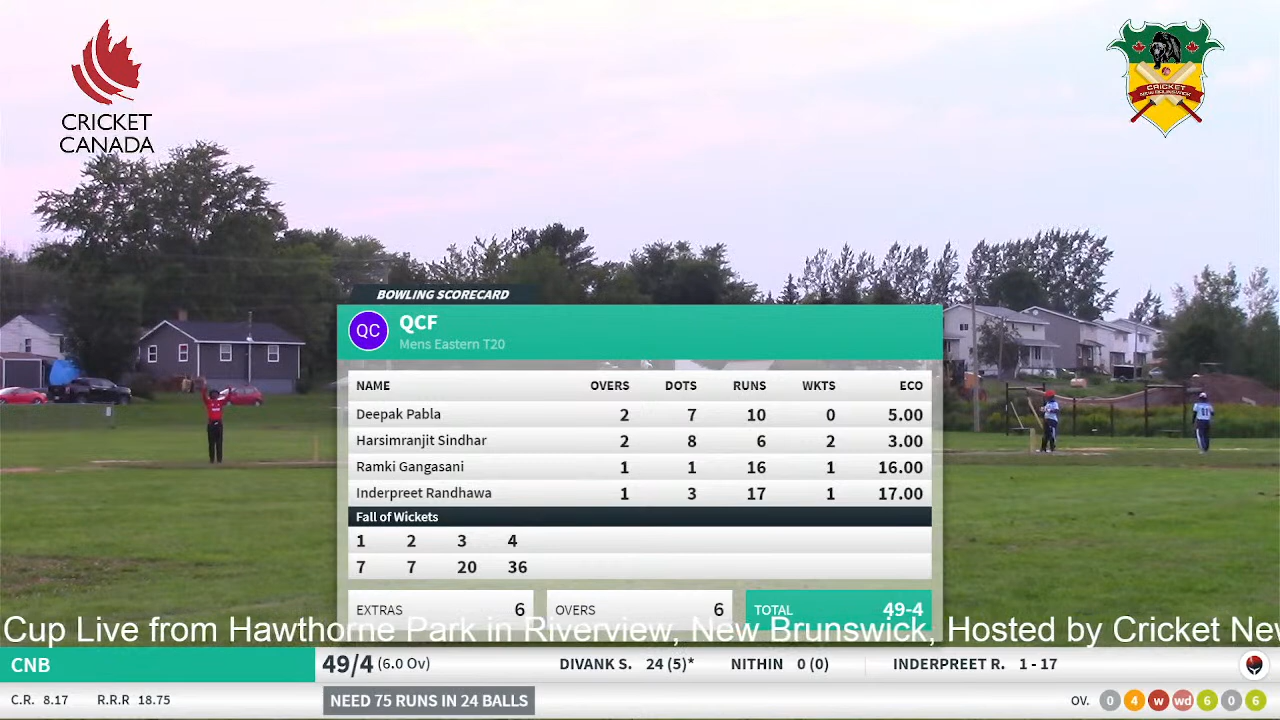 CRICKET
CANADA
CRICKET
NEW BRUNSWICK
BOWLING SCORECARD
QC
QCF
Mens Eastern T20
NAME OVERS DOTS RUNS WKTS ECO
Deepak Pabla 2 7 10 0 5.00
Harsimranjit Sindhar 2 8 6 2 3.00
Ramki Gangasani 1 1 16 1 16.00
Inderpreet Randhawa 1 3 17 1 17.00
Fall of Wickets
1 2 3 4
7 7 20 36
EXTRAS 6 OVERS 6 TOTAL 49-4
Cup Live from Hawthorne Park in Riverview, New Brunswick, Hosted by Cricket New
CNB 49/4 (6.0 Ov) DIVANK S. 24 (5)* NITHIN 0 (0) INDERPREET R. 1 - 17
C.R. 8.17 R.R.R 18.75 NEED 75 RUNS IN 24 BALLS OV. 0 4 w wd 6 0 6